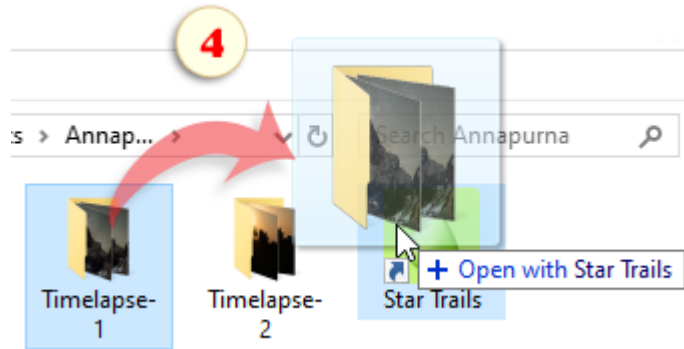 4
s > Annap... >
Search Annapurna
+ Open with Star Trails
Timelapse-
1
Timelapse-
2
Star Trails